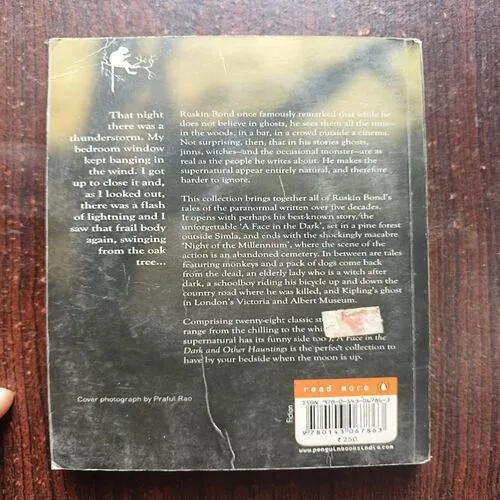 That night
there was a
thunderstorm. My
bedroom window
kept banging in
the wind. I got
up to close it and,
as I looked out,
there was a flash
of lightning and I
saw that frail body
again, swinging
from the oak
tree...
Ruskin Bond once famously remarked that while he
does not believe in ghosts, he sees them all the time—
in the woods, in a bar, in a crowd outside a cinema.
Not surprising, then, that in his stories ghosts,
jinns, witches—and the occasional monster—are as
real as the people he writes about. He makes the
supernatural appear entirely natural, and therefore
harder to ignore.
This collection brings together all of Ruskin Bond's
tales of the paranormal written over five decades.
It opens with perhaps his best-known story, the
unforgettable 'A Face in the Dark', set in a pine forest
outside Simla, and ends with the shockingly macabre
'Night of the Millennium', where the scene of the
action is an abandoned cemetery. In between are tales
featuring monkeys and a pack of dogs come back
from the dead, an elderly lady who is a witch after
dark, a schoolboy riding his bicycle up and down the
country road where he was killed, and Kipling's ghost
in London's Victoria and Albert Museum.
Comprising twenty-eight classic
range from the chilling to the
supernatural has its funny side too), A Face in the
Dark and Other Hauntings is the perfect collection to
have by your bedside when the moon is up.
Cover photograph by Praful Rao
Fiction
read more
ISBN 978-0-143-06786-3
9780143067863
₹250
www.penguinbooksindia.com